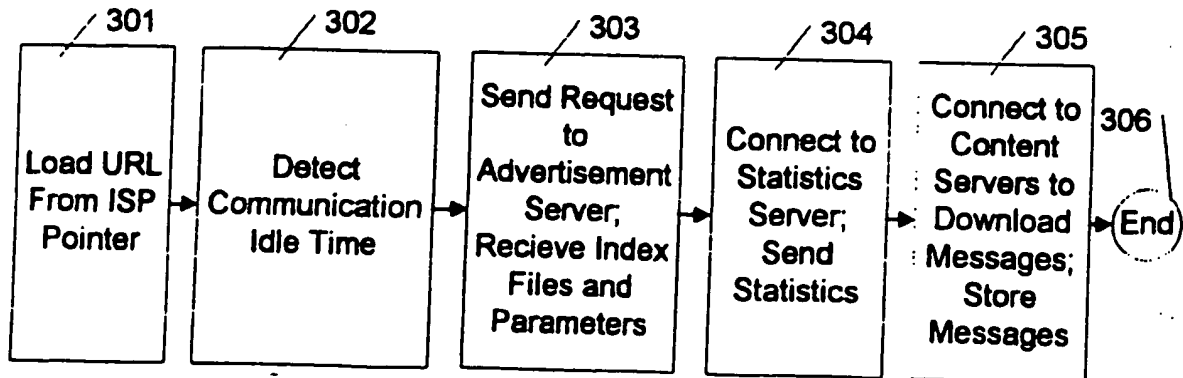 301
Load URL
From ISP
Pointer
302
Detect
Communication
Idle Time
303
Send Request
to
Advertisement
Server;
Recieve Index
Files and
Parameters
304
Connect to
Statistics
Server;
Send
Statistics
305
Connect to
Content
Servers to
Download
Messages;
Store
Messages
306
End